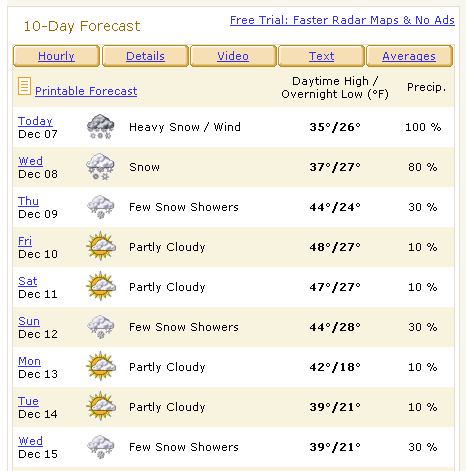 10-Day Forecast
Free Trial: Faster Radar Maps & No Ads
Hourly Details Video Text Averages
Printable Forecast
Daytime High /
Overnight Low (°F)
Precip.
Today
Dec 07
Heavy Snow / Wind
35°/26°
100 %
Wed
Dec 08
Snow
37°/27°
80 %
Thu
Dec 09
Few Snow Showers
44°/24°
30 %
Fri
Dec 10
Partly Cloudy
48°/27°
10 %
Sat
Dec 11
Partly Cloudy
47°/27°
10 %
Sun
Dec 12
Few Snow Showers
44°/28°
30 %
Mon
Dec 13
Partly Cloudy
42°/18°
10 %
Tue
Dec 14
Partly Cloudy
39°/21°
10 %
Wed
Dec 15
Few Snow Showers
39°/21°
30 %